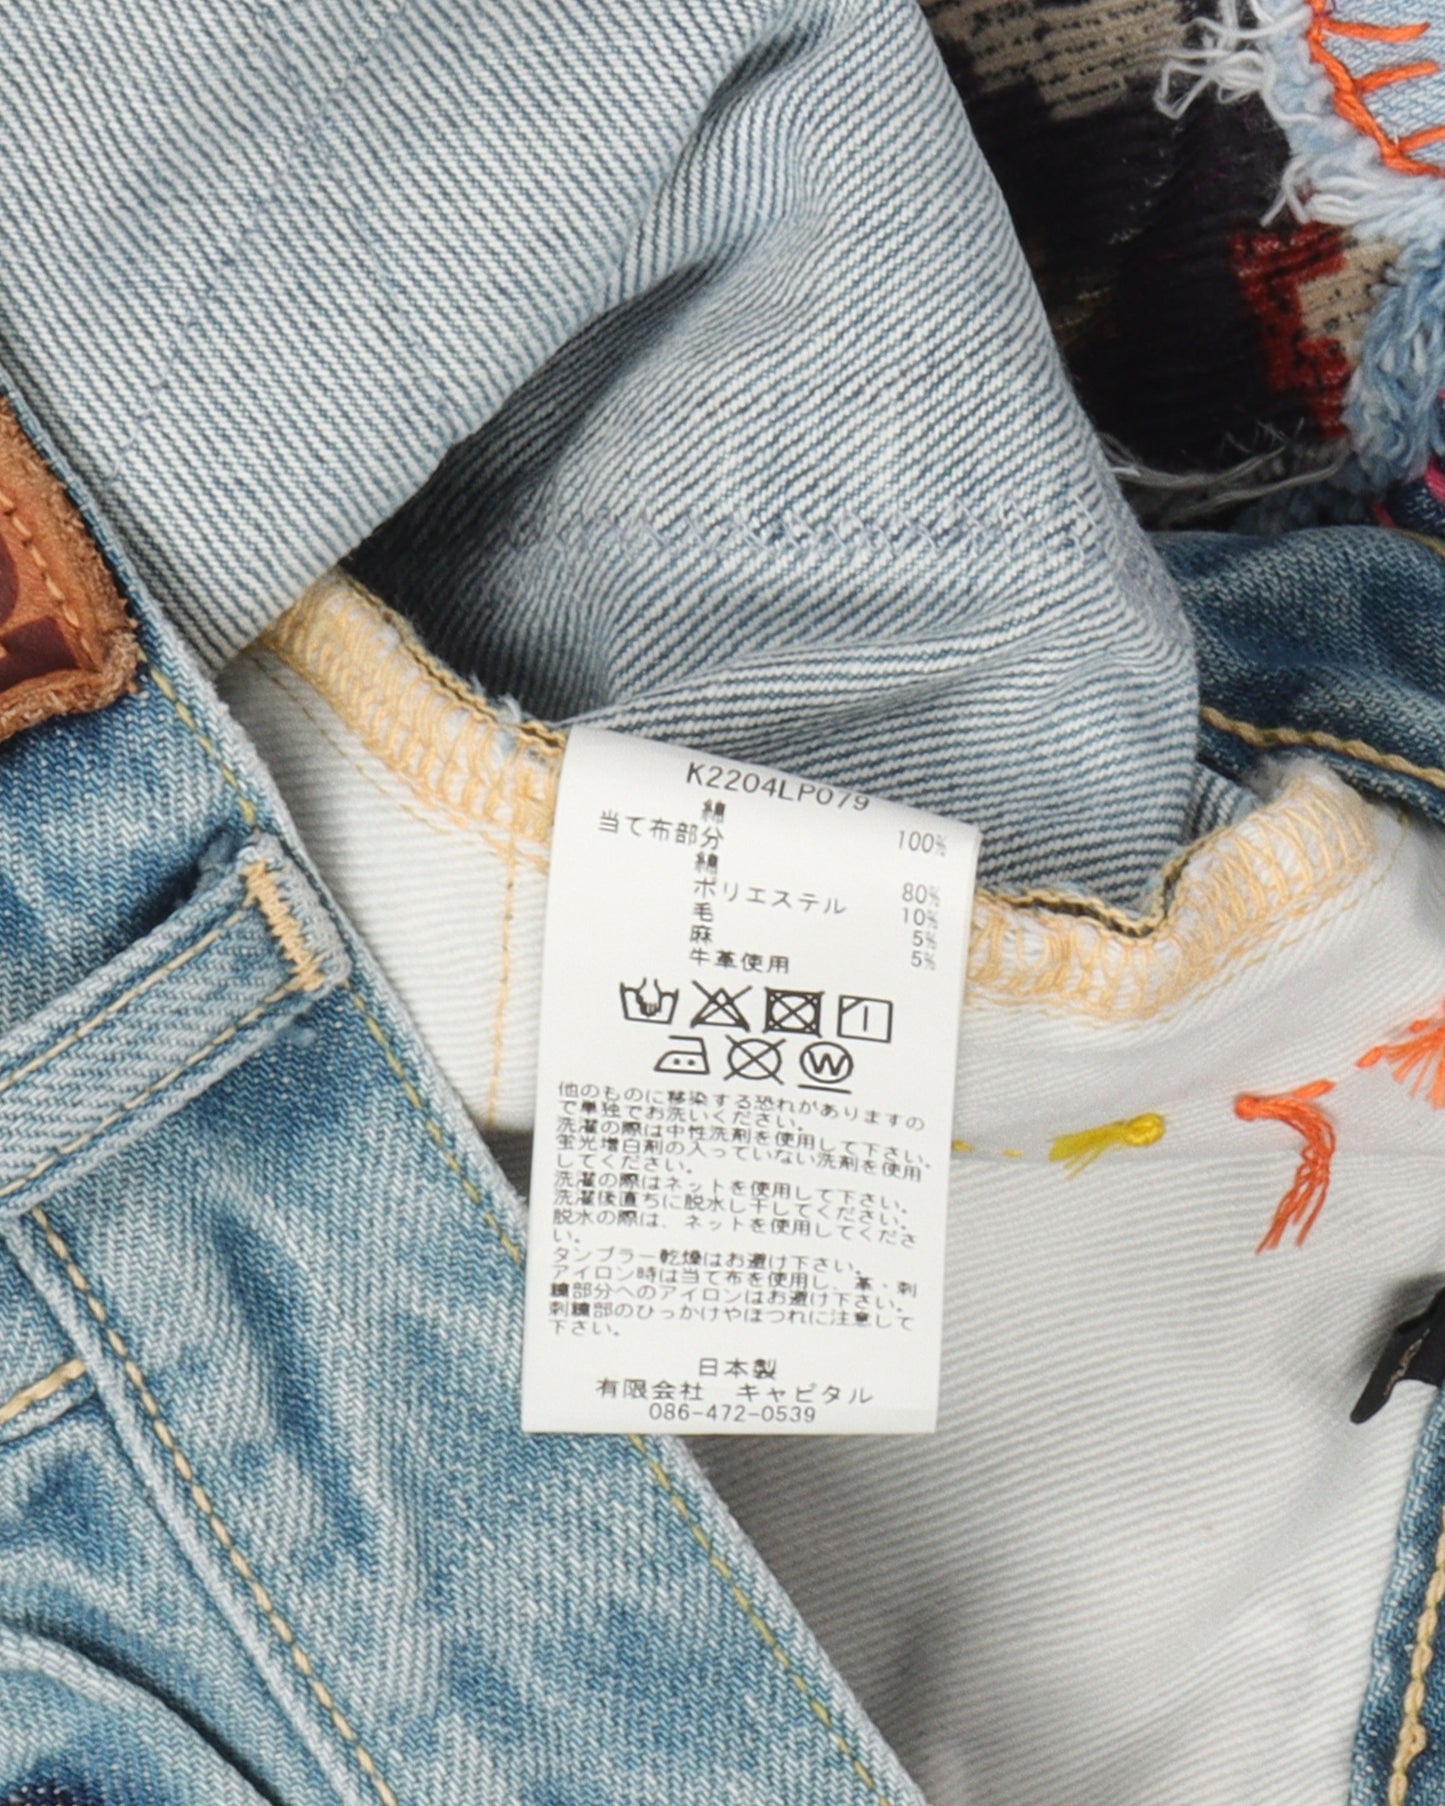 K2204LP079
綿 100%
当て布部分
綿 80%
ポリエステル 10%
毛 5%
麻 5%
牛革使用
W
他のものに移染する恐れがありますの
で単独でお洗いください。
洗濯の際は中性洗剤を使用して下さい。
蛍光増白剤の入っていない洗剤を使用
してください。
洗濯の際はネットを使用して下さい。
洗濯後直ちに脱水し干してください。
脱水の際は、ネットを使用してくださ
い。
タンブラー乾燥はお避け下さい。
アイロン時は当て布を使用し、革・刺
繍部分へのアイロンはお避け下さい。
刺繍部のひっかけやほつれに注意して
下さい。
日本製
有限会社 キャピタル
086-472-0539